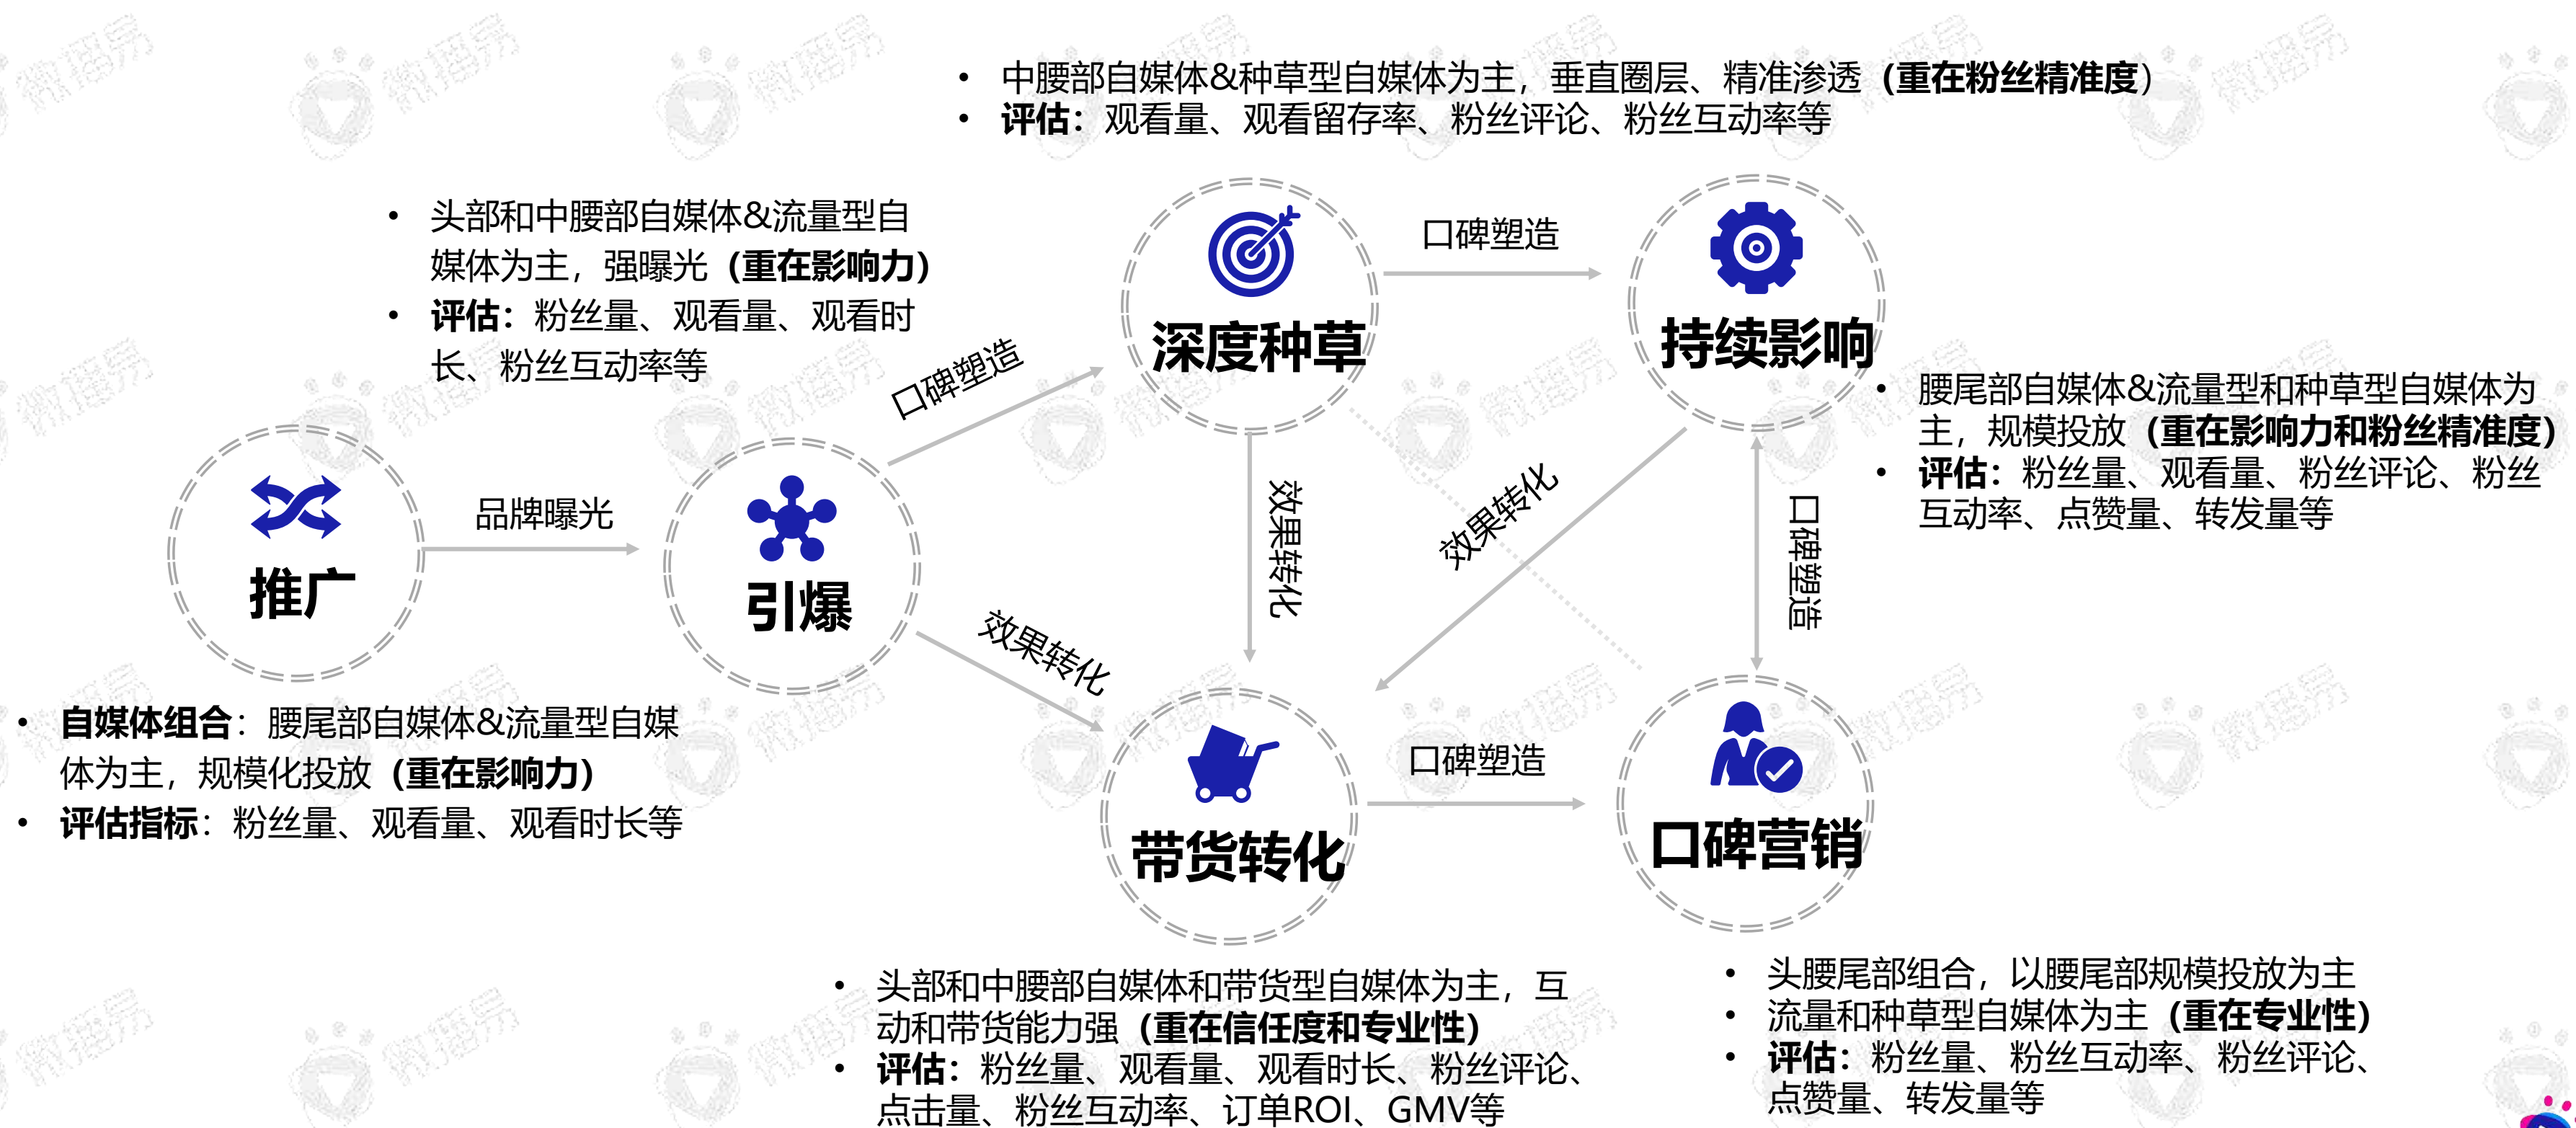 • 中腰部自媒体&种草型自媒体为主，垂直圈层、精准渗透（重在粉丝精准度）
• 评估：观看量、观看留存率、粉丝评论、粉丝互动率等
• 头部和中腰部自媒体&流量型自
媒体为主，强曝光（重在影响力）
• 评估：粉丝量、观看量、观看时
长、粉丝互动率等
口碑塑造
深度种草
口碑塑造
持续影响
• 腰尾部自媒体&流量型和种草型自媒体为
主，规模投放（重在影响力和粉丝精准度）
• 评估：粉丝量、观看量、粉丝评论、粉丝
互动率、点赞量、转发量等
推广
品牌曝光
引爆
效果转化
效果转化
效果转化
口碑塑造
• 自媒体组合：腰尾部自媒体&流量型自媒
体为主，规模化投放（重在影响力）
• 评估指标：粉丝量、观看量、观看时长等
带货转化
口碑塑造
口碑营销
• 头部和中腰部自媒体和带货型自媒体为主，互
动和带货能力强（重在信任度和专业性）
• 评估：粉丝量、观看量、观看时长、粉丝评论、
点击量、粉丝互动率、订单ROI、GMV等
• 头腰尾部组合，以腰尾部规模投放为主
• 流量和种草型自媒体为主（重在专业性）
• 评估：粉丝量、粉丝互动率、粉丝评论、
点赞量、转发量等
微播易